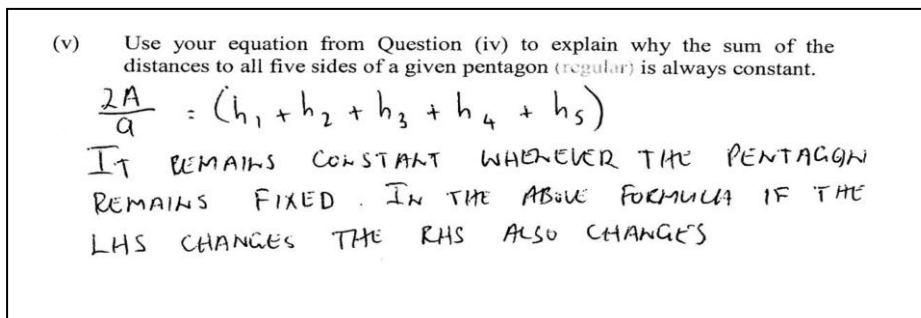 (v) Use your equation from Question (iv) to explain why the sum of the
distances to all five sides of a given pentagon (regular) is always constant.
2A/a = (h₁ + h₂ + h₃ + h₄ + h₅)
IT REMAINS CONSTANT WHENEVER THE PENTAGON
REMAINS FIXED. IN THE ABOVE FORMULA IF THE
LHS CHANGES THE RHS ALSO CHANGES